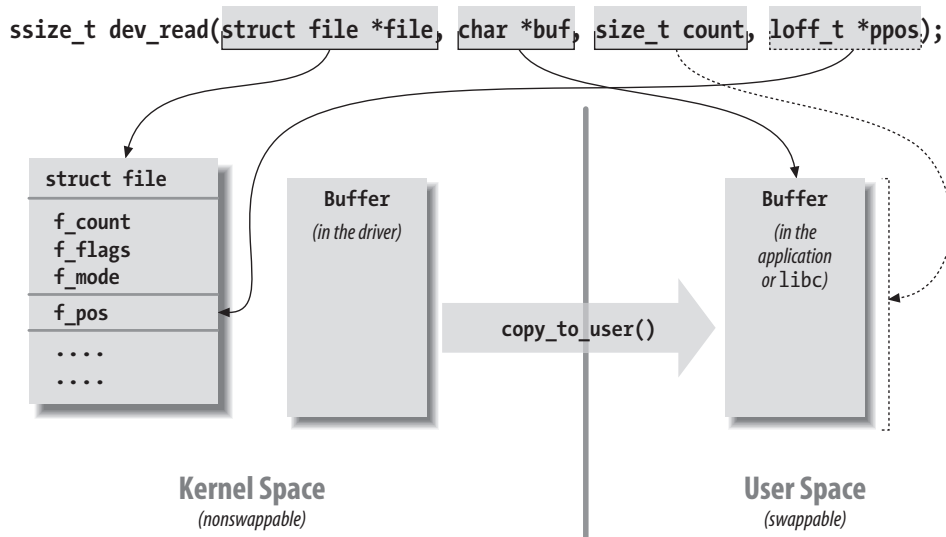 ssize_t dev_read(struct file *file, char *buf, size_t count, loff_t *ppos);
struct file
f_count
f_flags
f_mode
f_pos
....
....
Buffer
(in the driver)
copy_to_user()
Buffer
(in the
application
or libc)
Kernel Space
(nonswappable)
User Space
(swappable)